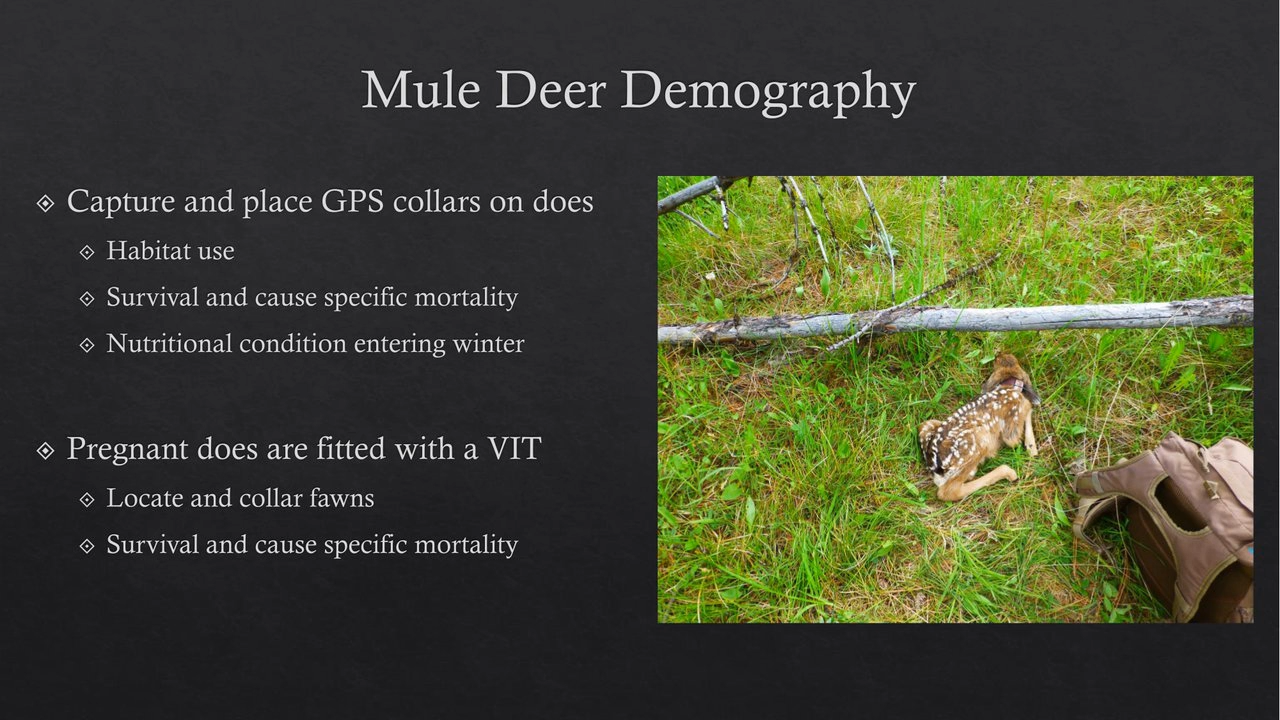 Mule Deer Demography
Capture and place GPS collars on does
Habitat use
Survival and cause specific mortality
Nutritional condition entering winter
Pregnant does are fitted with a VIT
Locate and collar fawns
Survival and cause specific mortality